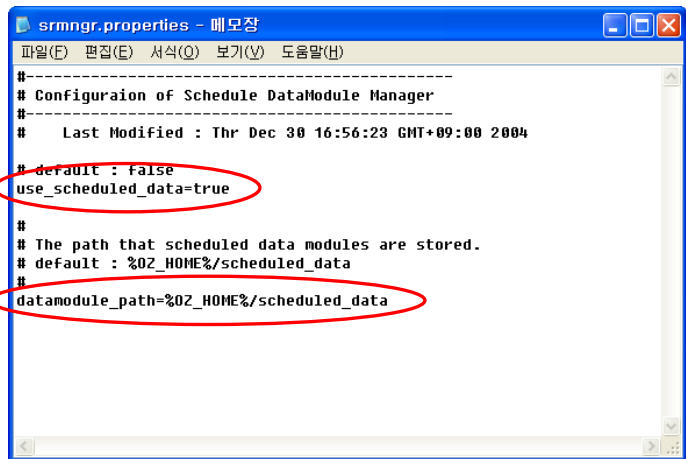 srmngr.properties - 메모장
파일(F) 편집(E) 서식(O) 보기(V) 도움말(H)
#-----------------------------------------------
# Configuraion of Schedule DataModule Manager
#-----------------------------------------------
#    Last Modified : Thr Dec 30 16:56:23 GMT+09:00 2004
# default : false
use_scheduled_data=true
#
# The path that scheduled data modules are stored.
# default : %OZ_HOME%/scheduled_data
#
datamodule_path=%OZ_HOME%/scheduled_data